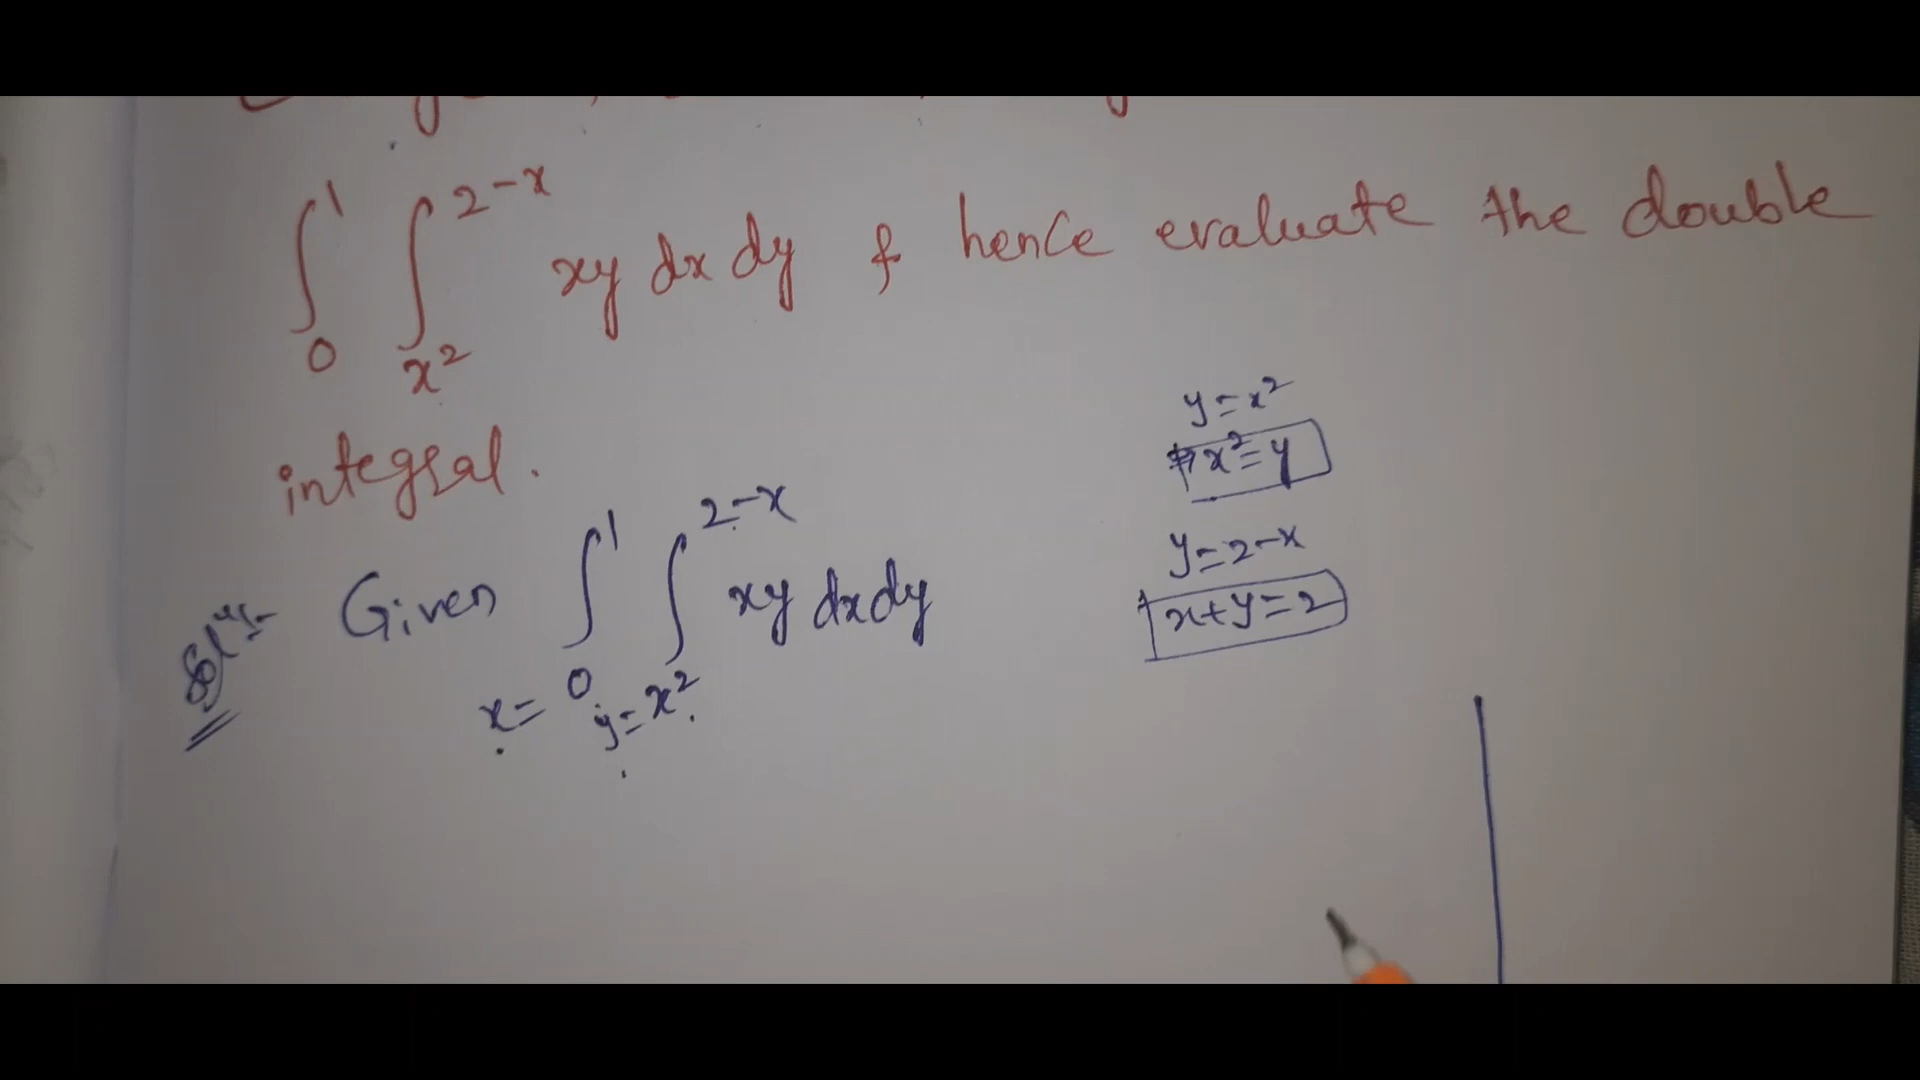 ∫₀¹ ∫_{x²}^{2-x} xy dx dy & hence evaluate the double
integral.
Solⁿ:- Given ∫_{x=0}^{1} ∫_{y=x²}^{2-x} xy dx dy
y=x²
x²=y
y=2-x
x+y=2